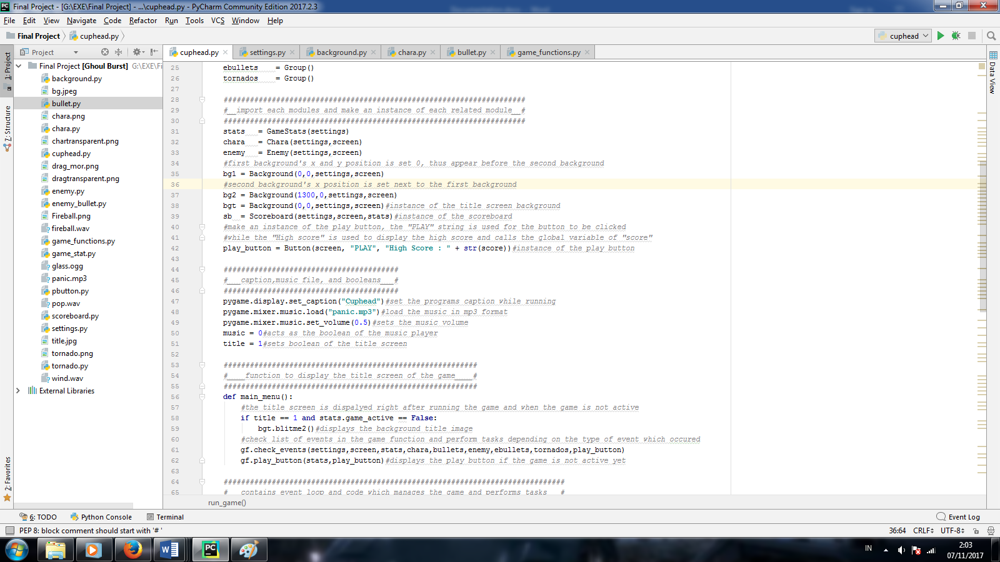 Final Project - [G:\EXE\Final Project] - ...\cuphead.py - PyCharm Community Edition 2017.2.3
File Edit View Navigate Code Refactor Run Tools VCS Window Help
Final Project cuphead.py cuphead
Project
cuphead.py settings.py background.py chara.py bullet.py game_functions.py
1: Project
7: Structure
2: Favorites
Final Project [Ghoul Burst] G:\EXE\Fi
background.py
bg.jpeg
bullet.py
chara.png
chara.py
chartransparent.png
cuphead.py
drag_mor.png
dragtransparent.png
enemy.py
enemy_bullet.py
Fireball.png
fireball.wav
game_functions.py
game_stat.py
glass.ogg
panic.mp3
pbutton.py
pop.wav
scoreboard.py
settings.py
title.jpg
tornado.png
tornado.py
wind.wav
External Libraries
25 ebullets    = Group()
26 tornados    = Group()
27
28 #####################################################################
29 #__import each modules and make an instance of each related module__#
30 #####################################################################
31 stats   = GameStats(settings)
32 chara   = Chara(settings,screen)
33 enemy   = Enemy(settings,screen)
34 #first background's x and y position is set 0, thus appear before the second background
35 bg1 = Background(0,0,settings,screen)
36 #second background's x position is set next to the first background
37 bg2 = Background(1300,0,settings,screen)
38 bgt = Background(0,0,settings,screen)#instance of the title screen background
39 sb  = Scoreboard(settings,screen,stats)#instance of the scoreboard
40 #make an instance of the play button, the "PLAY" string is used for the button to be clicked
41 #while the "High score" is used to display the high score and calls the global variable of "score"
42 play_button = Button(screen, "PLAY", "High Score : " + str(score))#instance of the play button
43
44 ########################################
45 #___caption,music file, and booleans___#
46 ########################################
47 pygame.display.set_caption("Cuphead")#set the programs caption while running
48 pygame.mixer.music.load("panic.mp3")#load the music in mp3 format
49 pygame.mixer.music.set_volume(0.5)#sets the music volume
50 music = 0#acts as the boolean of the music player
51 title = 1#sets boolean of the title screen
52
53 ##########################################################
54 #____function to display the title screen of the game____#
55 ##########################################################
56 def main_menu():
57     #the title screen is dispalyed right after running the game and when the game is not active
58     if title == 1 and stats.game_active == False:
59         bgt.blitme2()#displays the background title image
60     #check list of events in the game function and perform tasks depending on the type of event which occured
61     gf.check_events(settings,screen,stats,chara,bullets,enemy,ebullets,tornados,play_button)
62     gf.play_button(stats,play_button)#displays the play button if the game is not active yet
63
64 ##############################################################################
65 #__contains event loop and code which manages the game and performs tasks__#
run_game()
Data View
6: TODO Python Console Terminal Event Log
PEP 8: block comment should start with '# ' 36:64 CRLF UTF-8
IN 2:03
07/11/2017